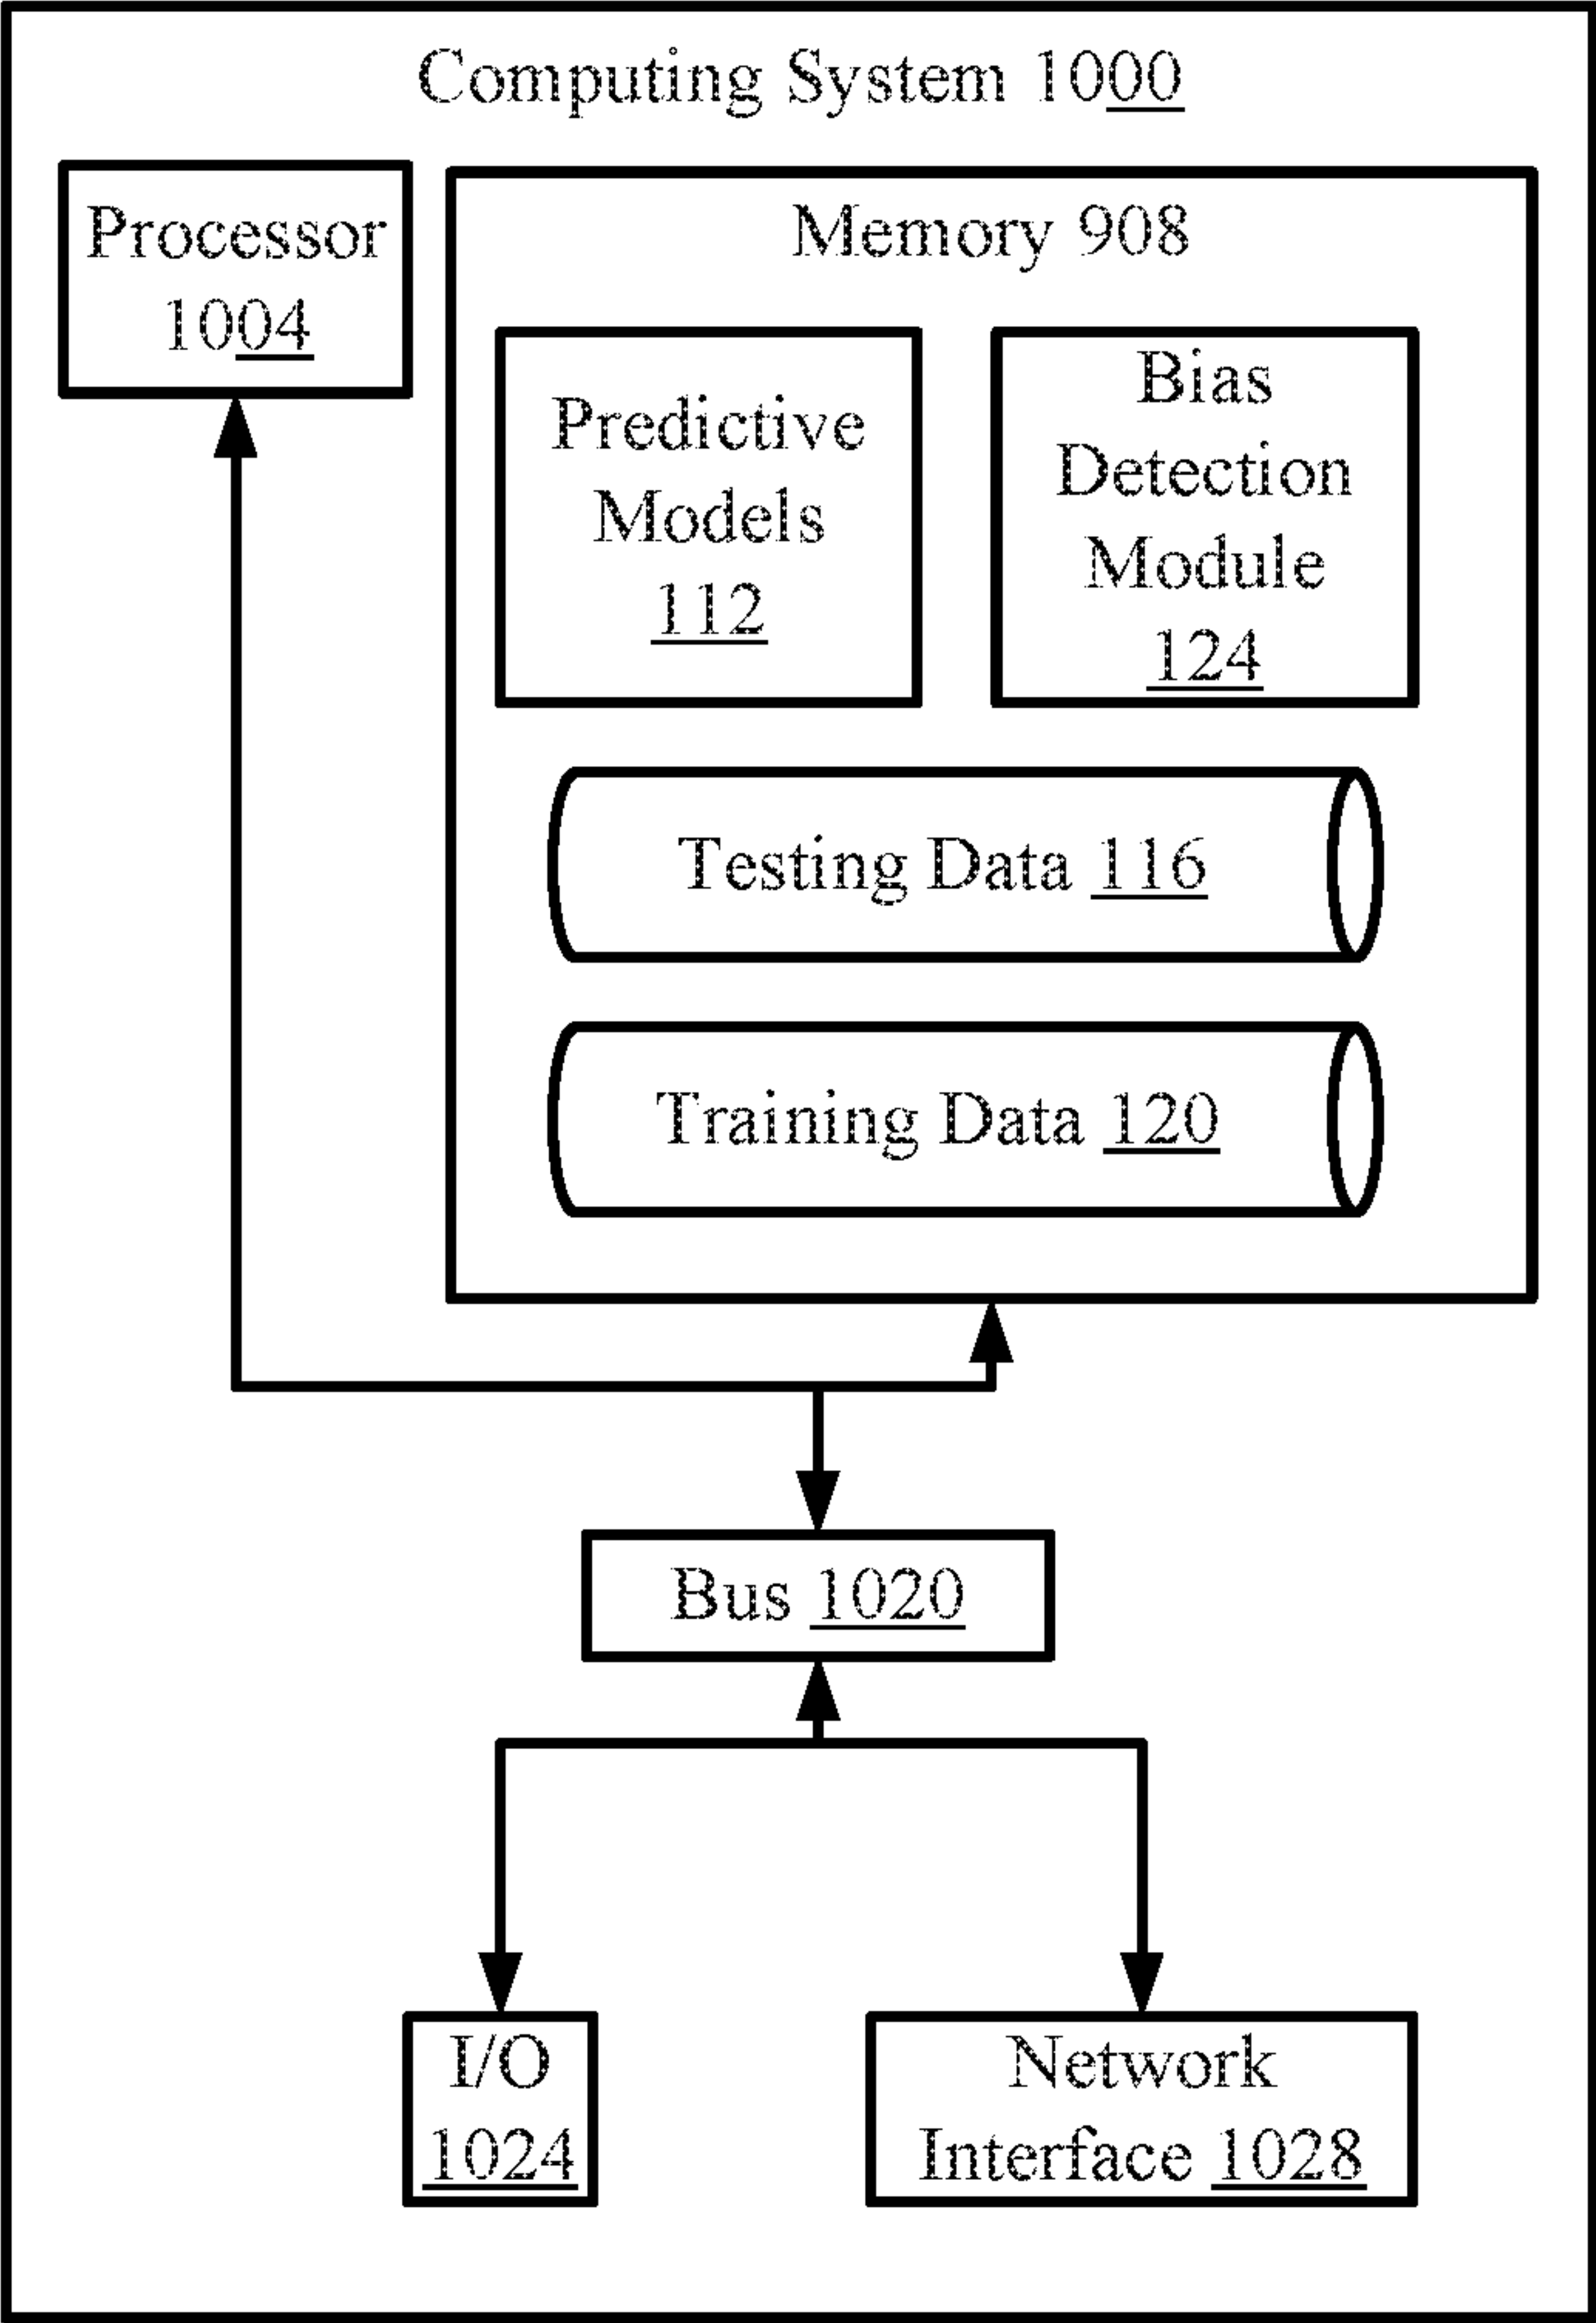 Computing System 1000
Processor
1004
Memory 908
Predictive
Models
112
Bias
Detection
Module
124
Testing Data 116
Training Data 120
Bus 1020
I/O
1024
Network
Interface 1028